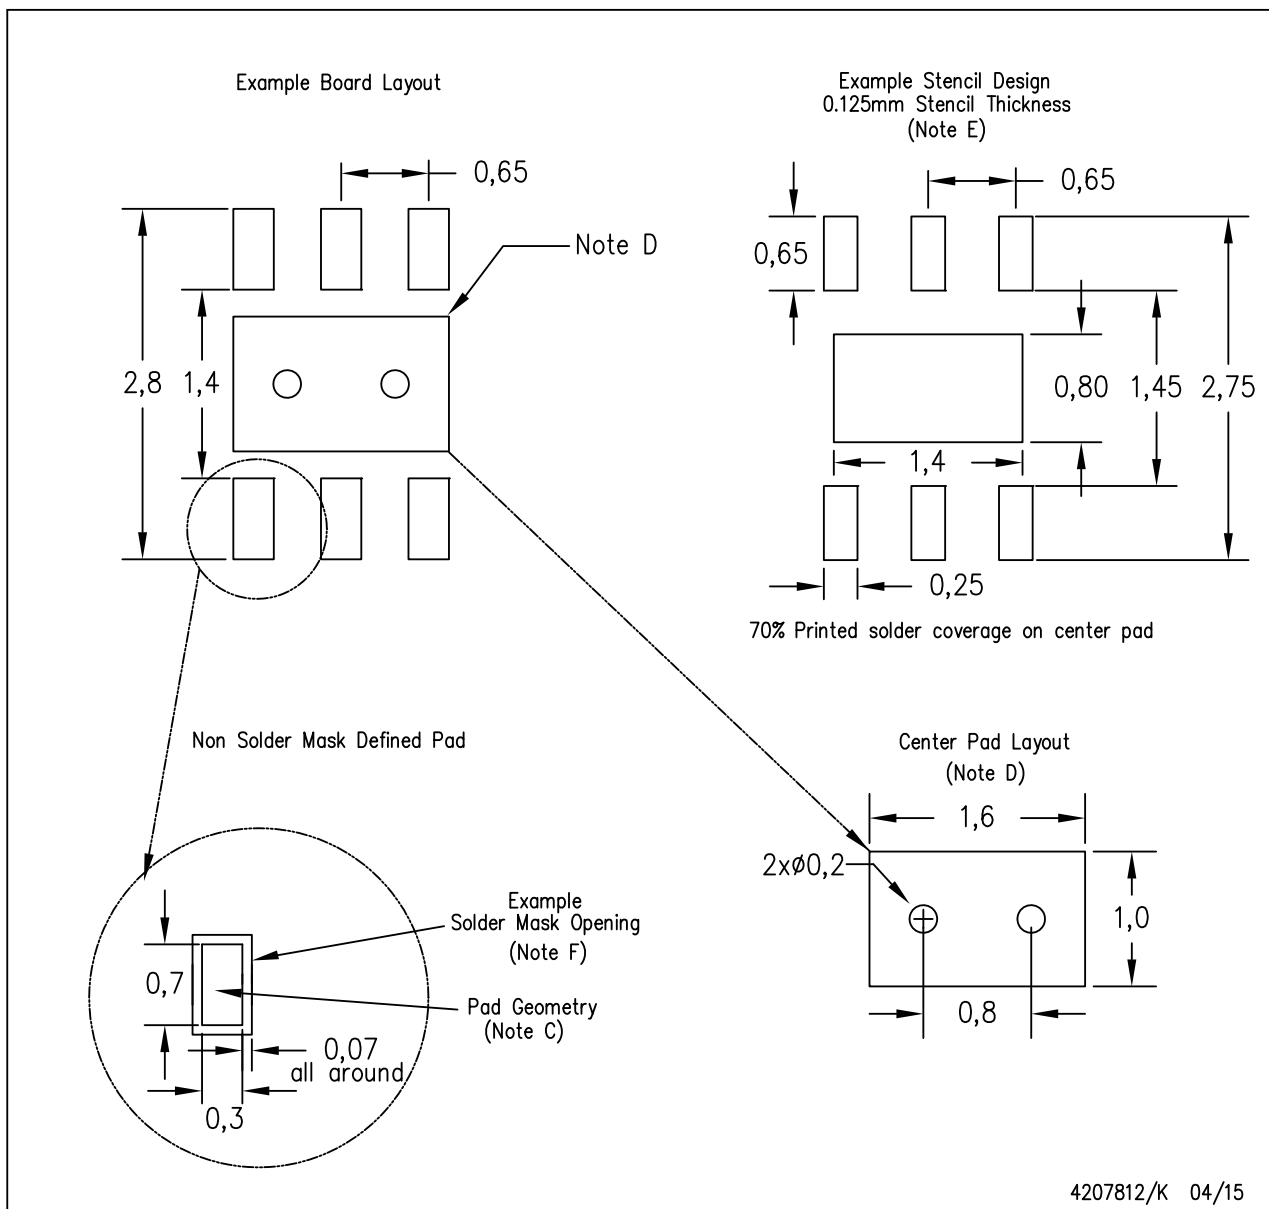 Example Board Layout
0,65
Note D
2,8
1,4
Example Stencil Design
0.125mm Stencil Thickness
(Note E)
0,65
0,65
0,80
1,45
2,75
1,4
0,25
70% Printed solder coverage on center pad
Non Solder Mask Defined Pad
Example
Solder Mask Opening
(Note F)
0,7
Pad Geometry
(Note C)
0,07
all around
0,3
Center Pad Layout
(Note D)
1,6
2xø0,2
1,0
0,8
4207812/K 04/15